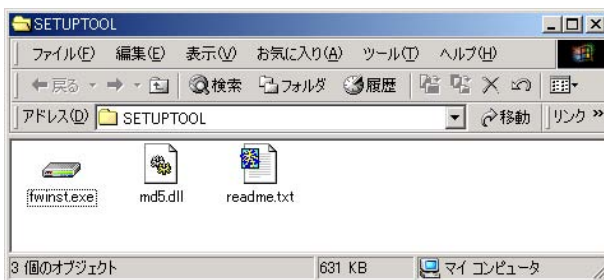 SETUPTOOL
ファイル(F) 編集(E) 表示(V) お気に入り(A) ツール(T) ヘルプ(H)
戻る 検索 フォルダ 履歴
アドレス(D) SETUPTOOL 移動 リンク »
fwinst.exe md5.dll readme.txt
3 個のオブジェクト 631 KB マイ コンピュータ